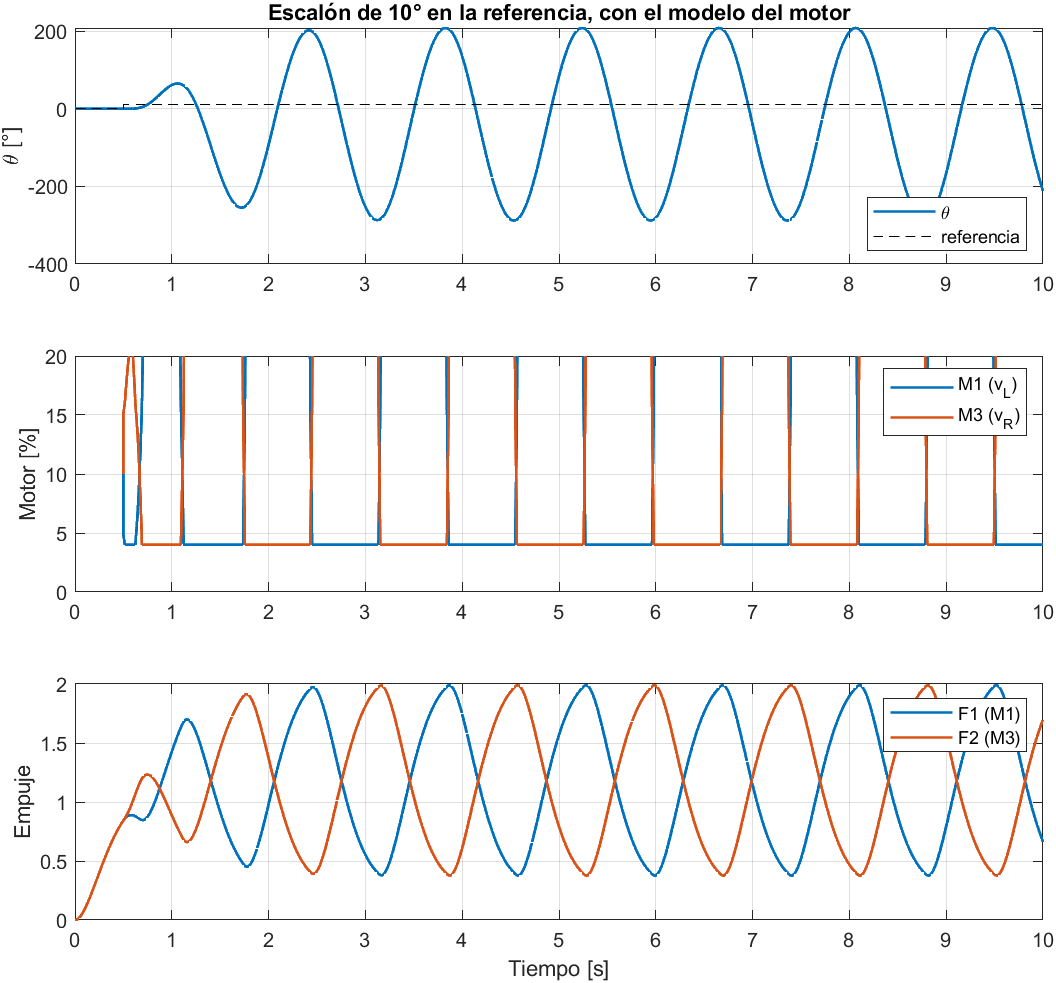 Escalón de 10° en la referencia, con el modelo del motor
200
0
-200
-400
θ [°]
θ
referencia
0 1 2 3 4 5 6 7 8 9 10
20
15
10
5
0
Motor [%]
M1 (v_L)
M3 (v_R)
0 1 2 3 4 5 6 7 8 9 10
2
1.5
1
0.5
0
Empuje
F1 (M1)
F2 (M3)
0 1 2 3 4 5 6 7 8 9 10
Tiempo [s]